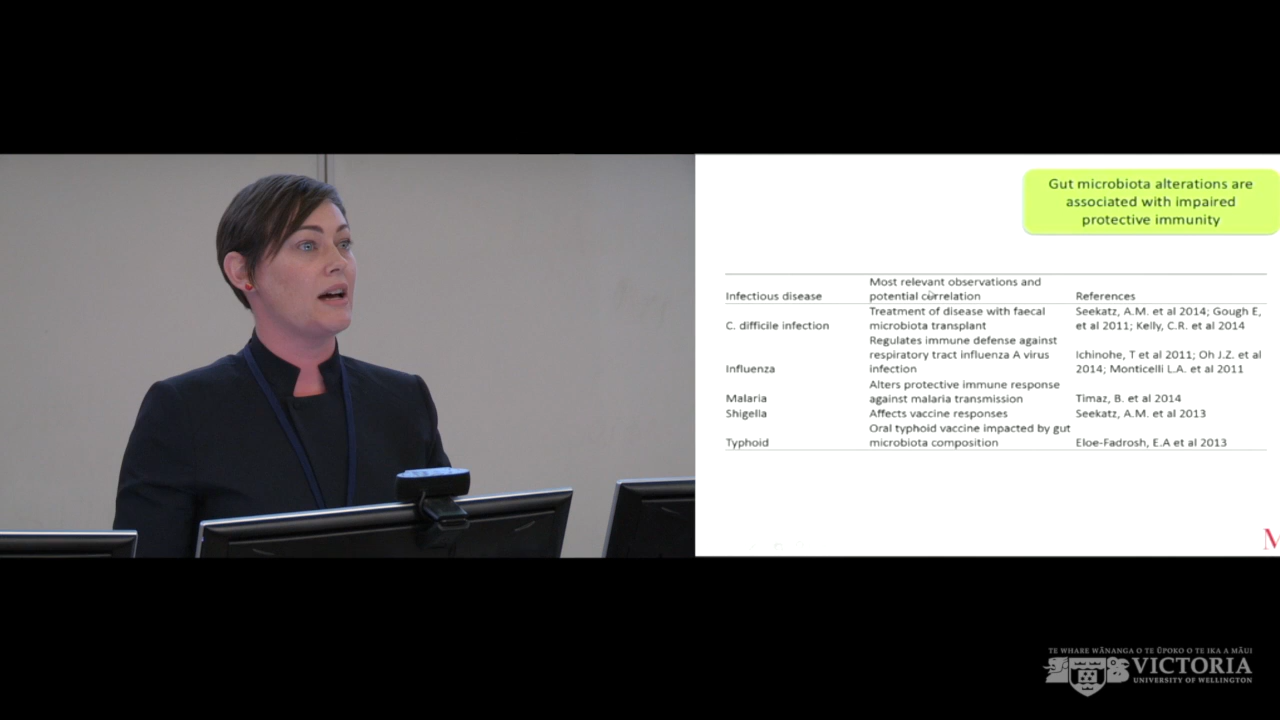 Gut microbiota alterations are
associated with impaired
protective immunity
Most relevant observations and
Infectious disease potential correlation References
Treatment of disease with faecal Seekatz, A.M. et al 2014; Gough E,
C. difficile infection microbiota transplant et al 2011; Kelly, C.R. et al 2014
Regulates immune defense against
respiratory tract influenza A virus Ichinohe, T et al 2011; Oh J.Z. et al
Influenza infection 2014; Monticelli L.A. et al 2011
Alters protective immune response
Malaria against malaria transmission Timaz, B. et al 2014
Shigella Affects vaccine responses Seekatz, A.M. et al 2013
Oral typhoid vaccine impacted by gut
Typhoid microbiota composition Eloe-Fadrosh, E.A et al 2013
M
TE WHARE WĀNANGA O TE ŪPOKO O TE IKA A MĀUI
VICTORIA
UNIVERSITY OF WELLINGTON